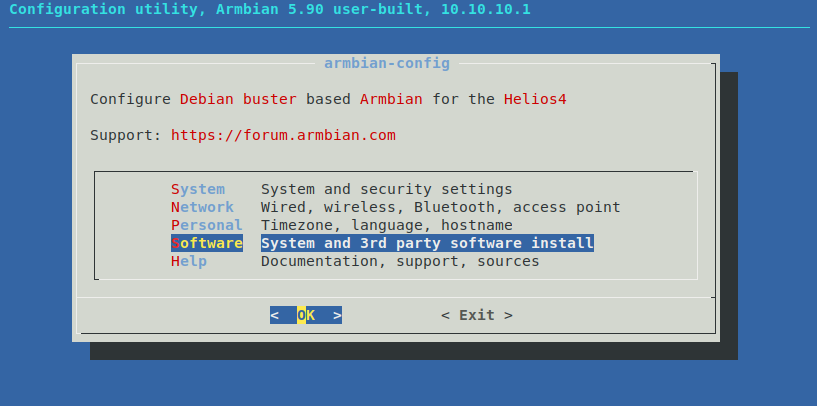 Configuration utility, Armbian 5.90 user-built, 10.10.10.1
armbian-config
Configure Debian buster based Armbian for the Helios4
Support: https://forum.armbian.com
System System and security settings
Network Wired, wireless, Bluetooth, access point
Personal Timezone, language, hostname
Software System and 3rd party software install
Help Documentation, support, sources
< OK > < Exit >